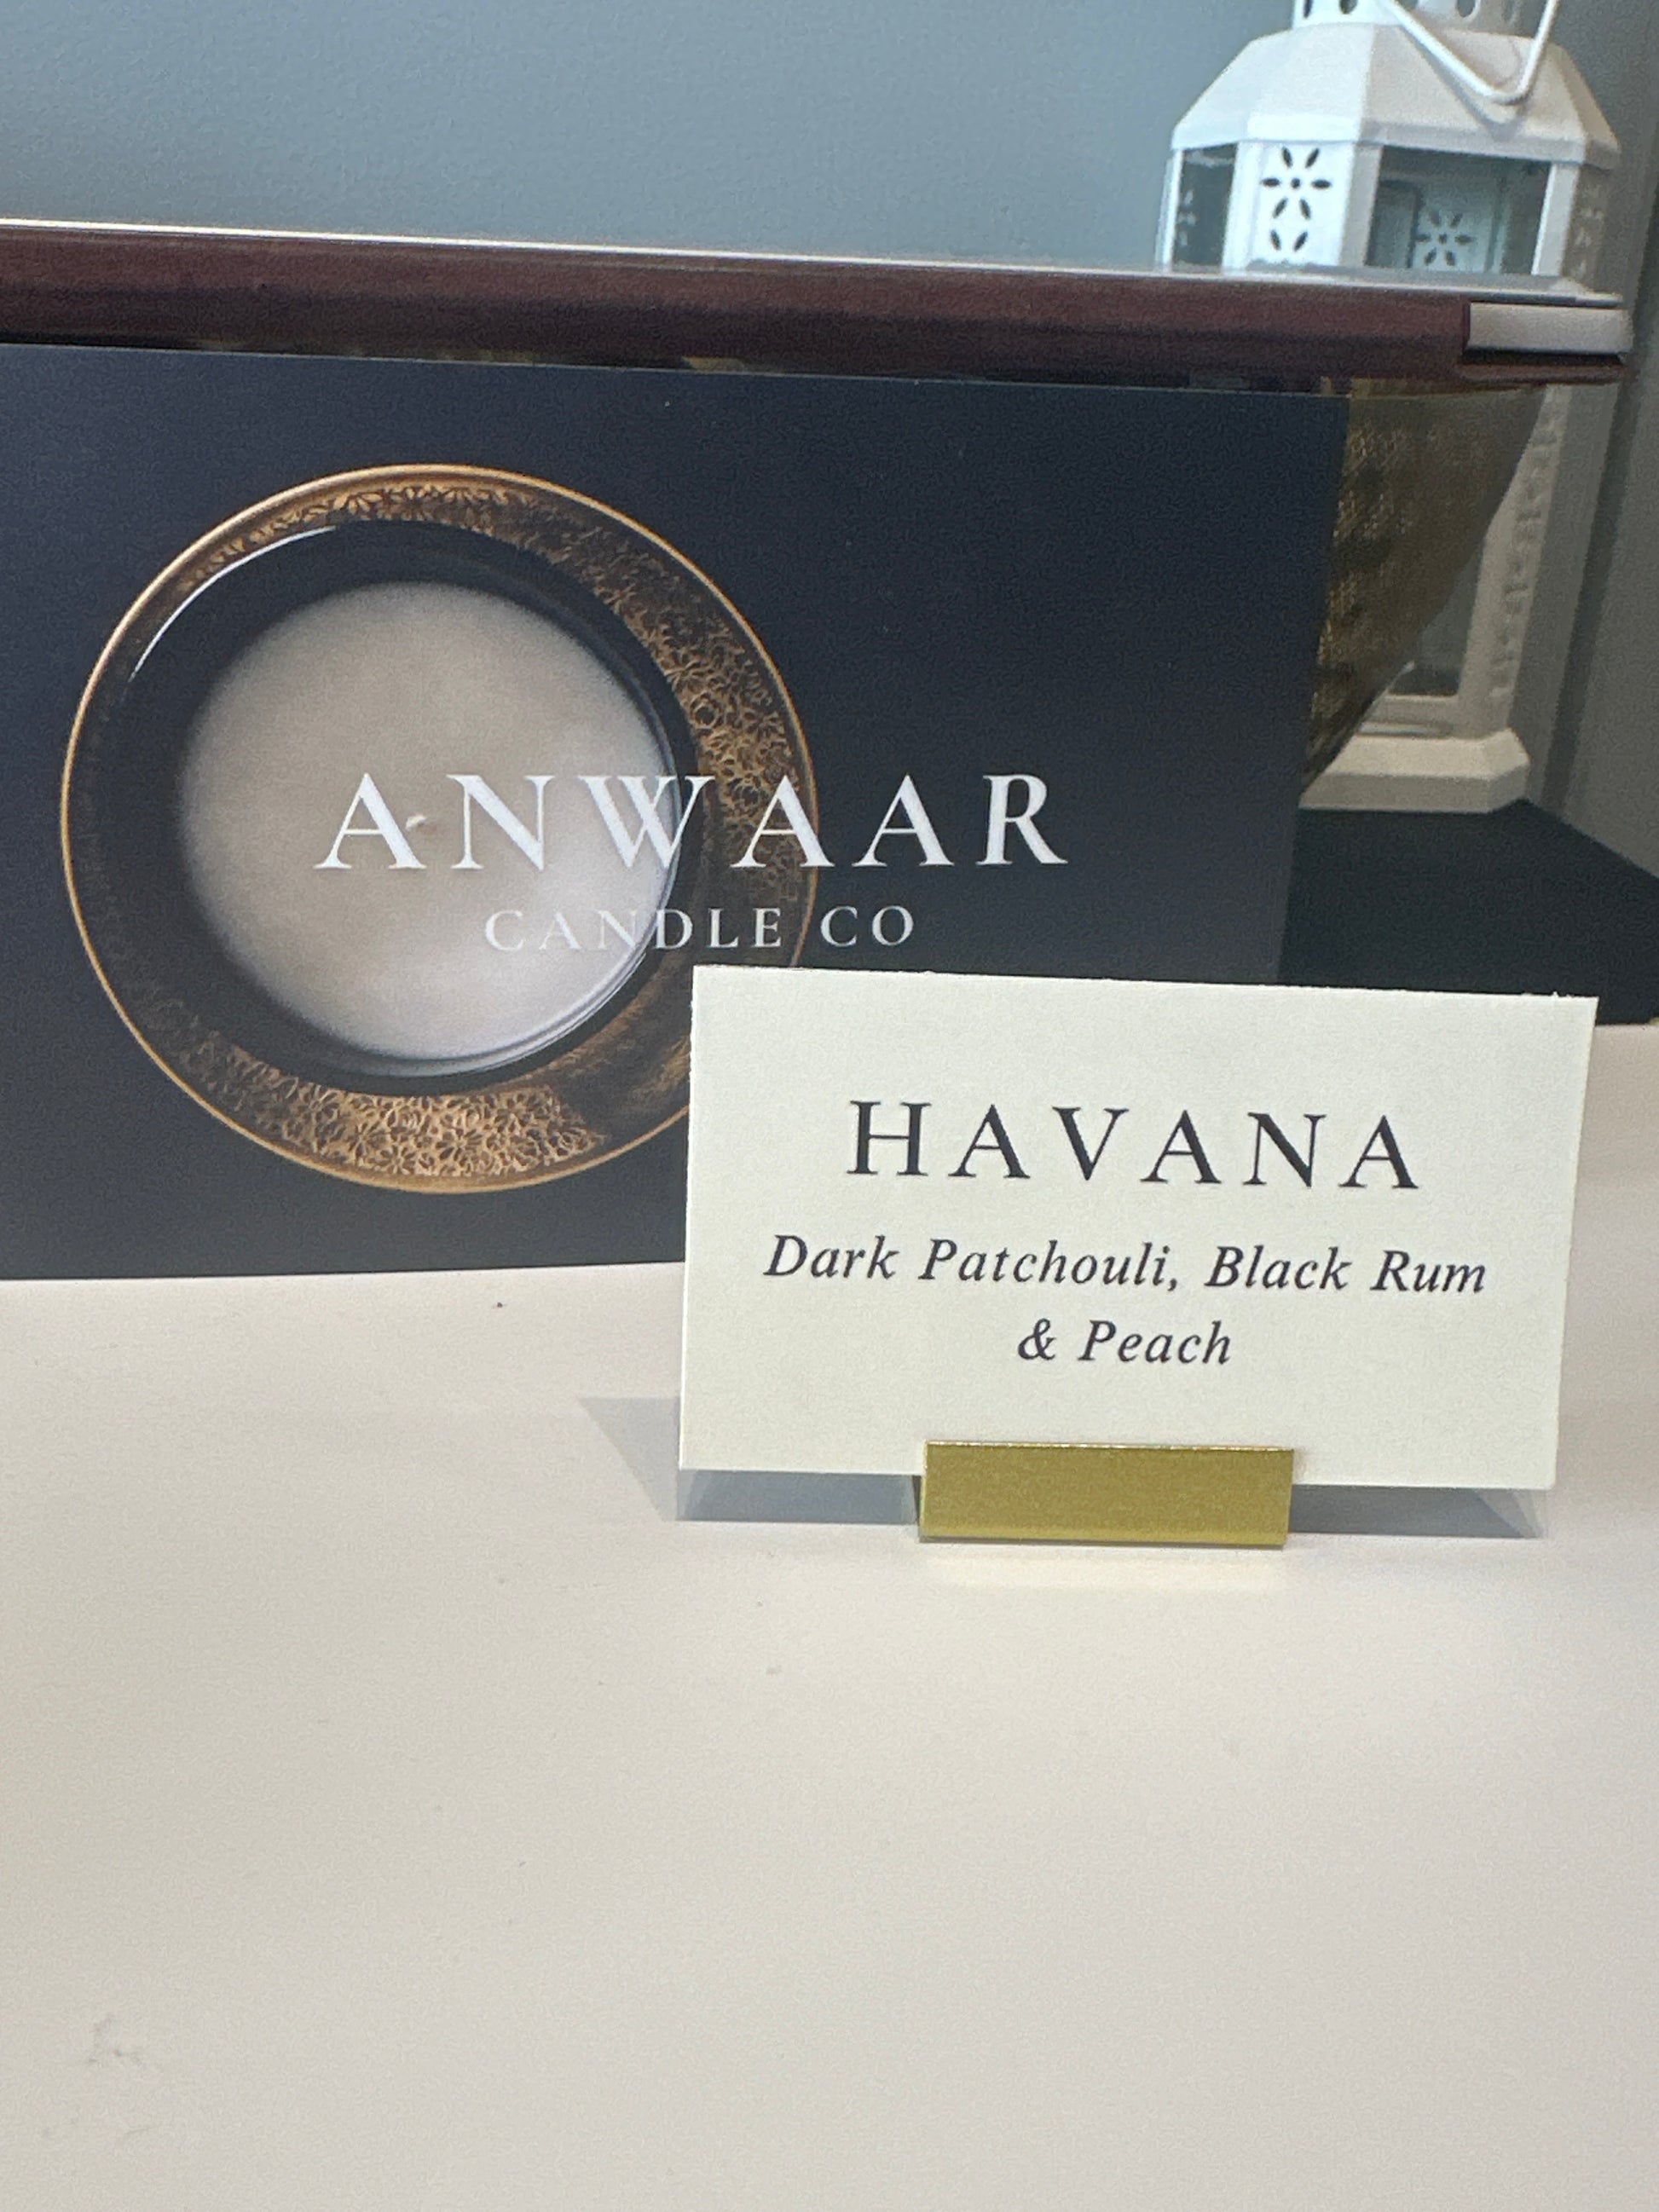 ANWAAR
CANDLE CO
HAVANA
Dark Patchouli, Black Rum
& Peach